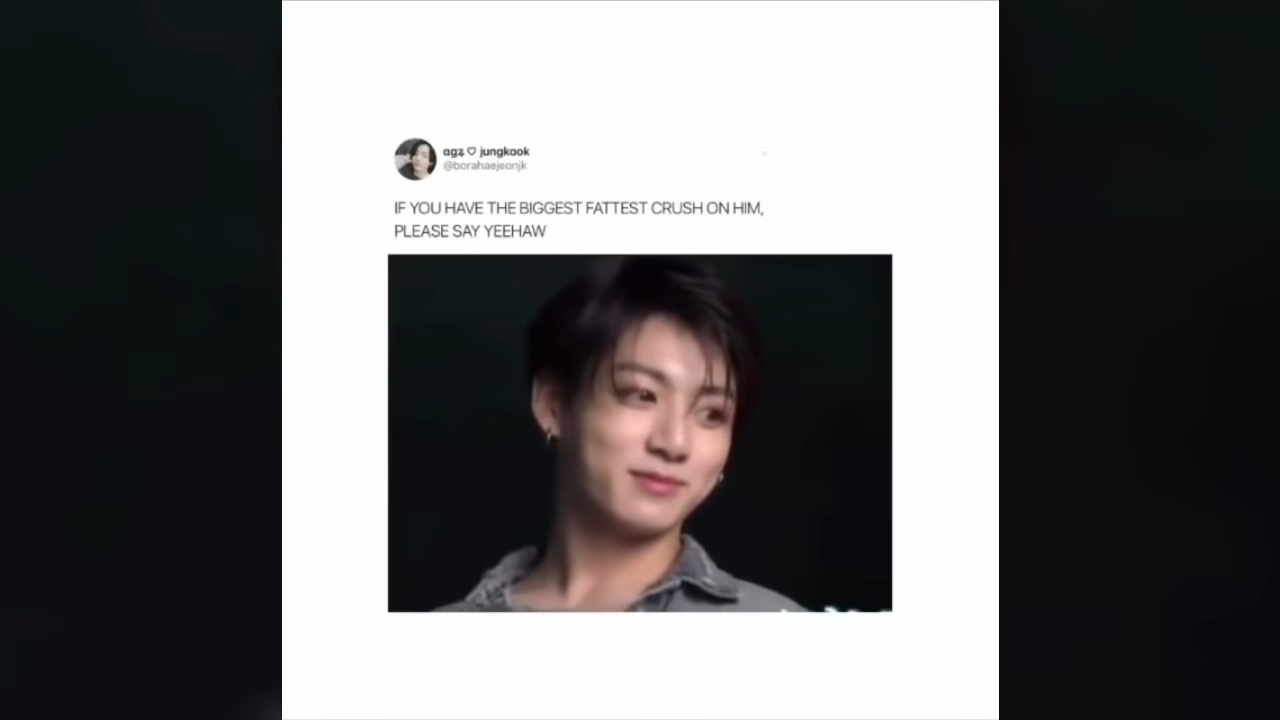 agz ♡ jungkook
@borahaejeonjk
IF YOU HAVE THE BIGGEST FATTEST CRUSH ON HIM,
PLEASE SAY YEEHAW